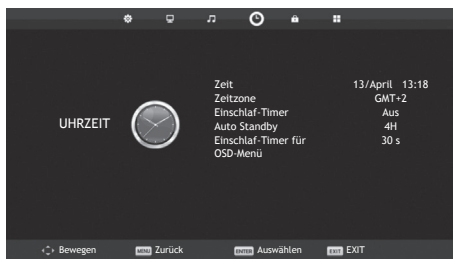 Zeit 13/April 13:18
Zeitzone GMT+2
Einschlaf-Timer Aus
UHRZEIT
Auto Standby 4H
Einschlaf-Timer für 30 s
OSD-Menü
Bewegen MENU Zurück ENTER Auswählen EXIT EXIT